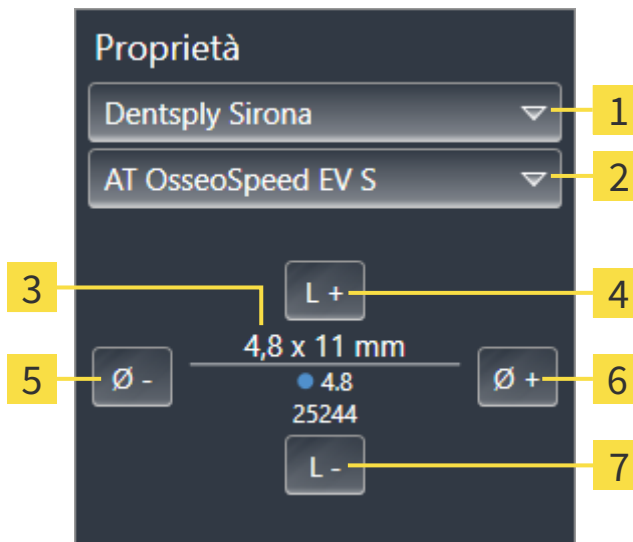 Proprietà
Dentsply Sirona
1
AT OsseoSpeed EV S
2
3
L +
4
4,8 x 11 mm
5
Ø -
4.8
Ø +
6
25244
L -
7